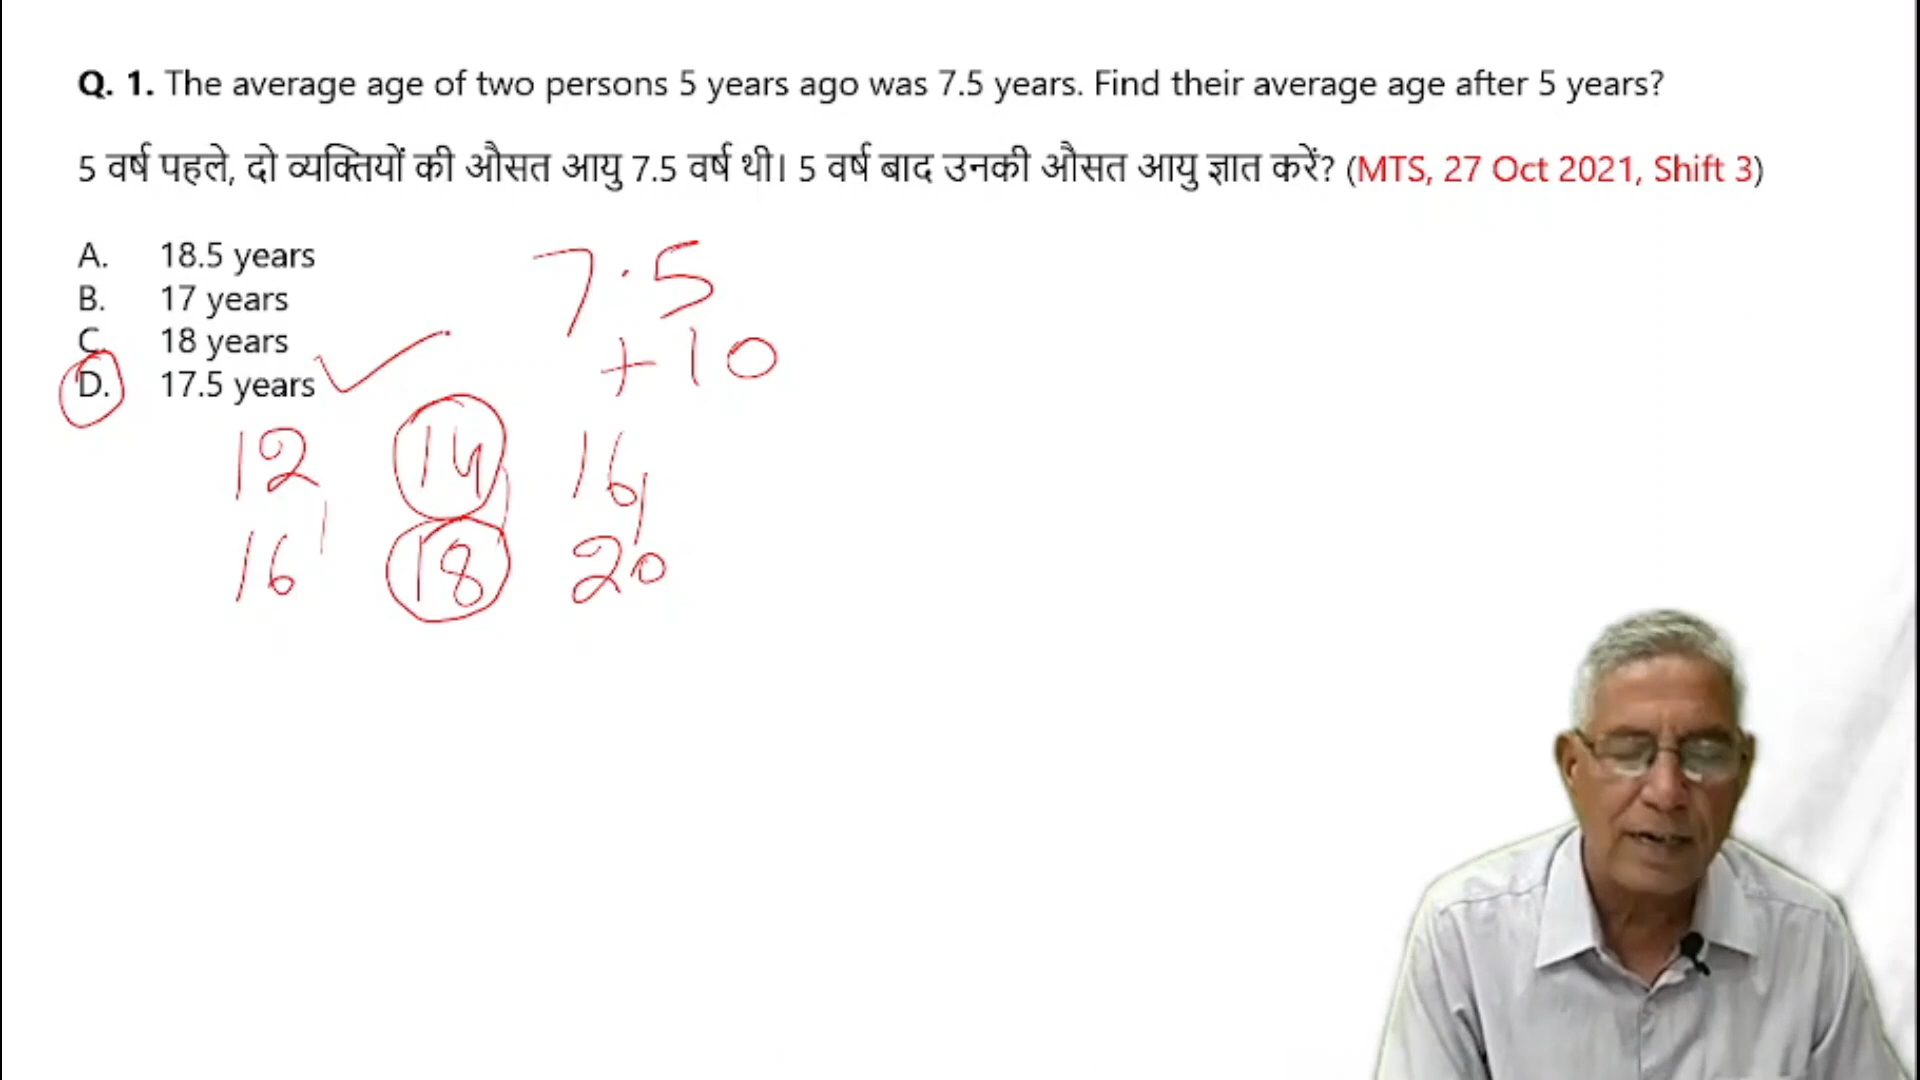 Q. 1. The average age of two persons 5 years ago was 7.5 years. Find their average age after 5 years?
5 वर्ष पहले, दो व्यक्तियों की औसत आयु 7.5 वर्ष थी। 5 वर्ष बाद उनकी औसत आयु ज्ञात करें? (MTS, 27 Oct 2021, Shift 3)
A. 18.5 years
B. 17 years
C. 18 years
D. 17.5 years
7.5
+10
12 14 16
16 18 20